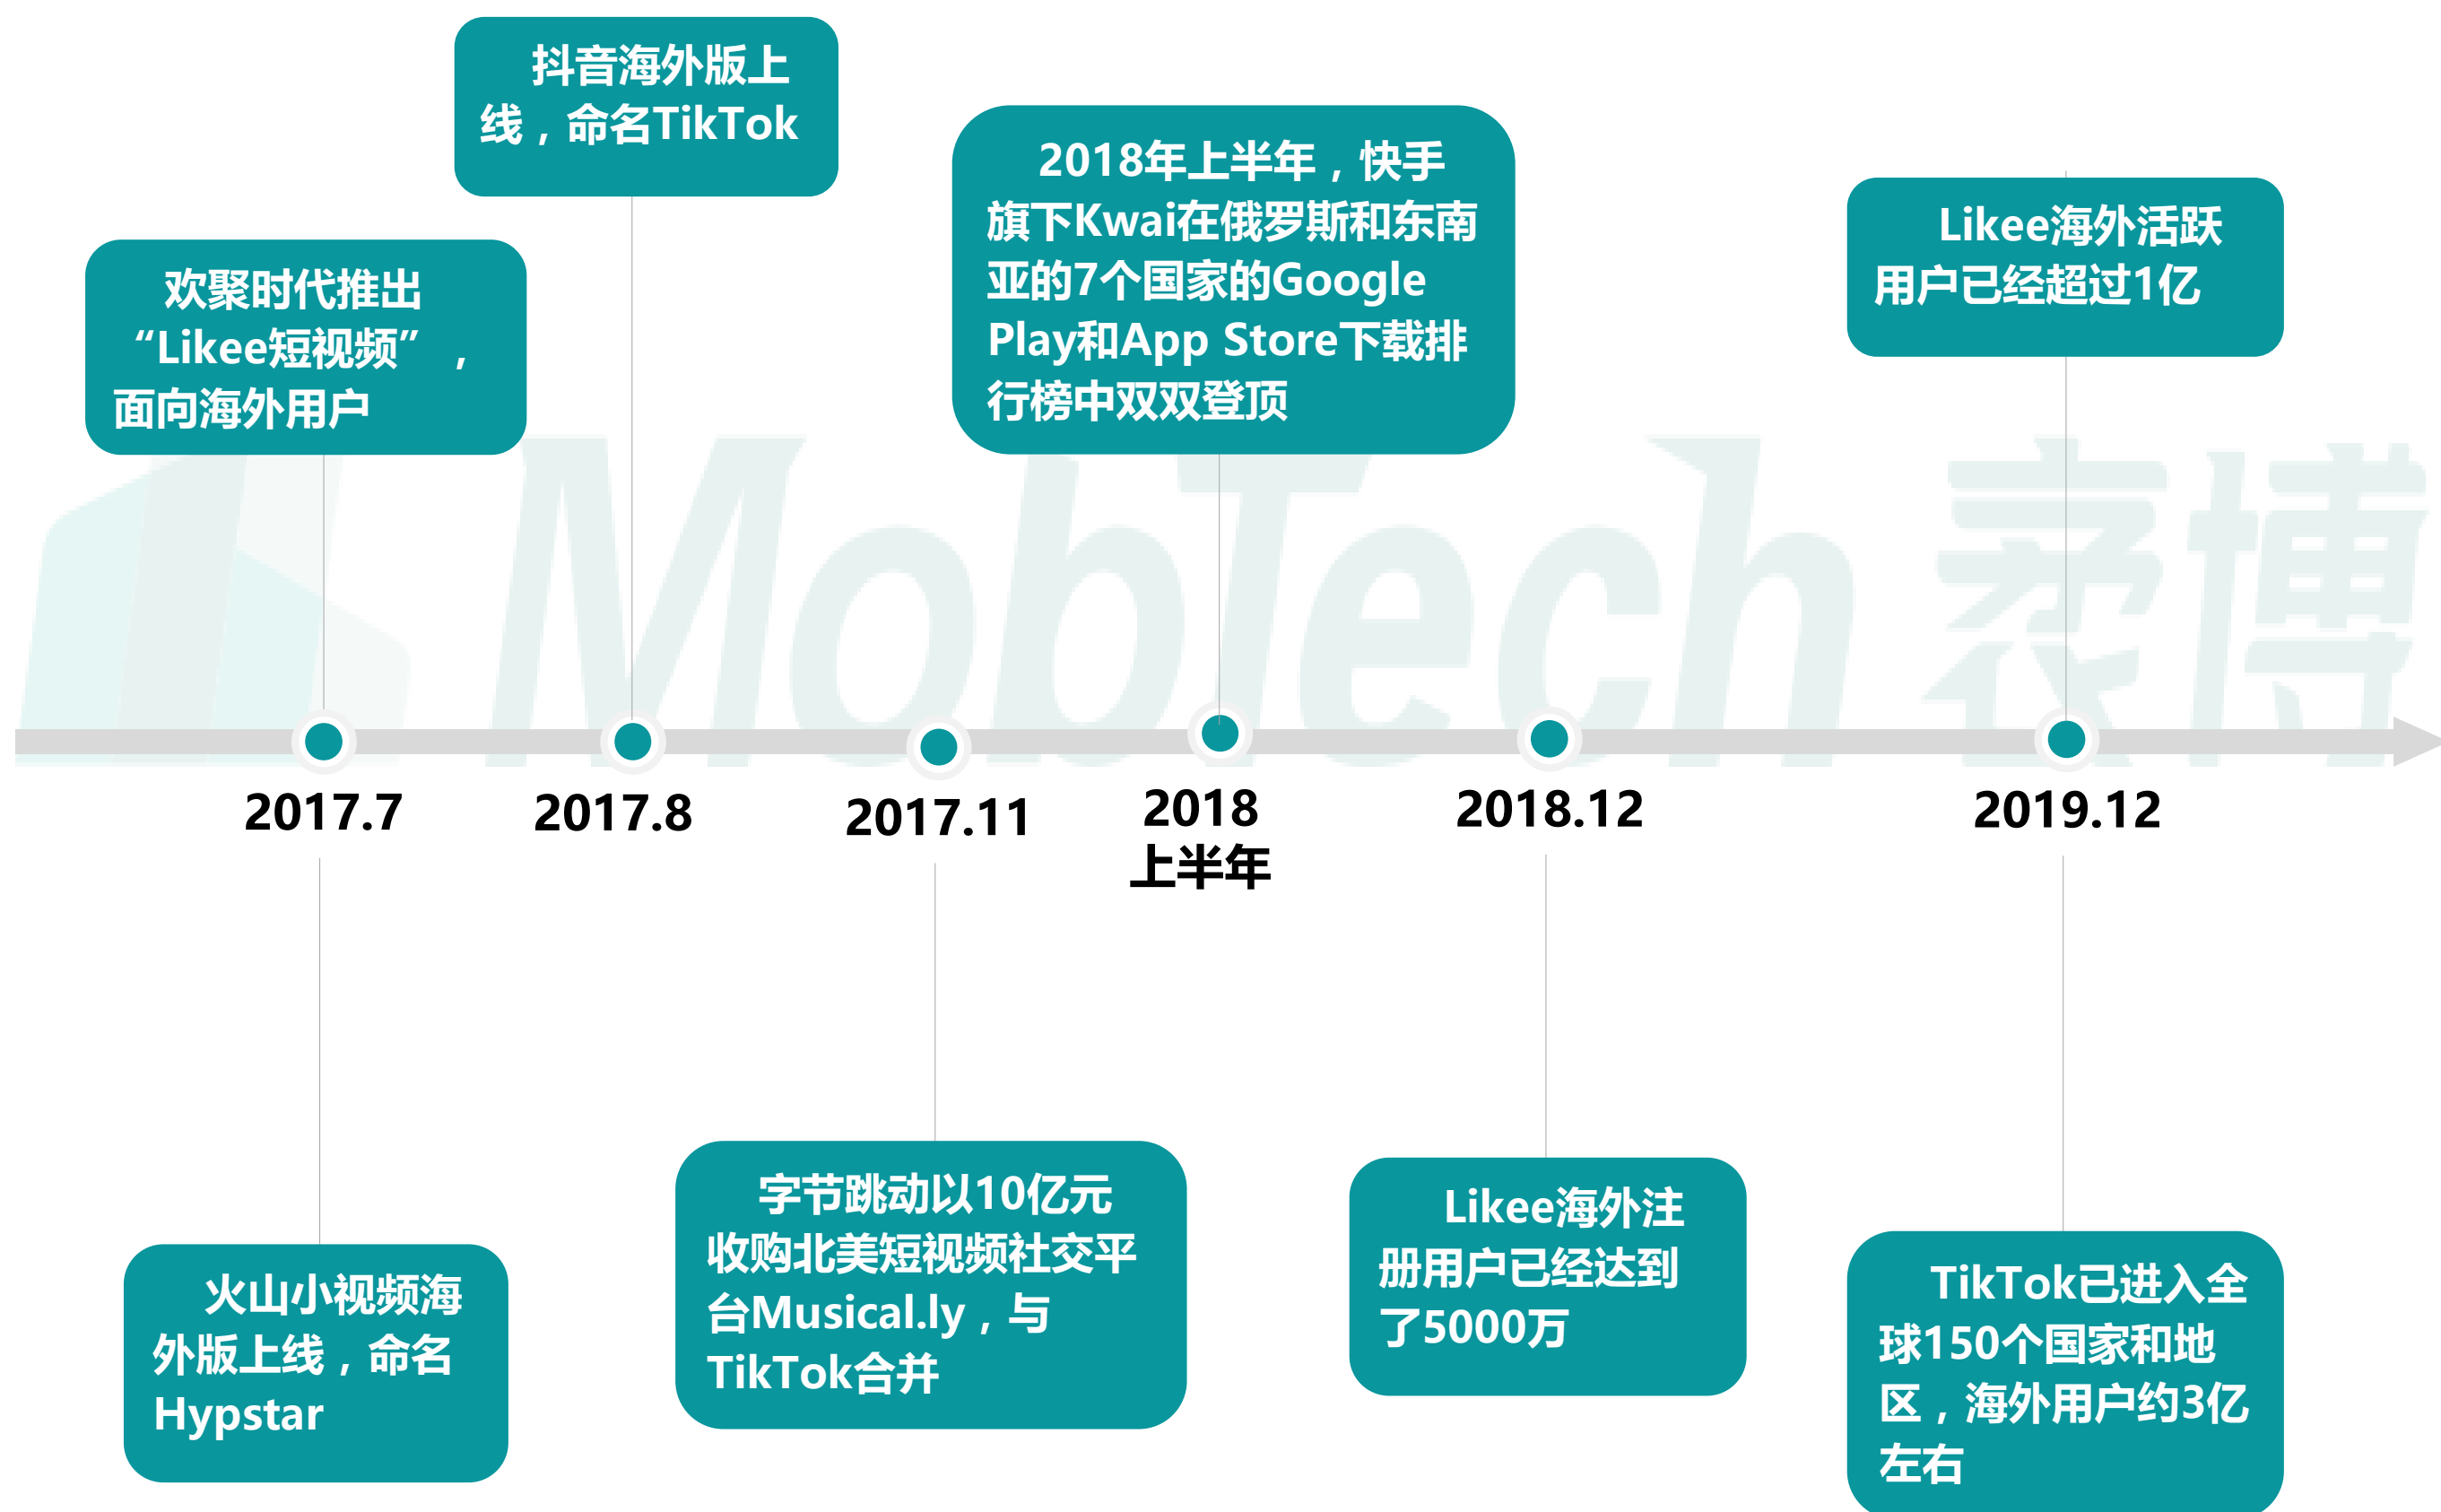 抖音海外版上
线，命名TikTok
欢聚时代推出
“Likee短视频”，
面向海外用户
2018年上半年，快手
旗下Kwai在俄罗斯和东南
亚的7个国家的Google
Play和App Store下载排
行榜中双双登顶
Likee海外活跃
用户已经超过1亿
MobTech 袤博
2017.7
2017.8
2017.11
2018
上半年
2018.12
2019.12
火山小视频海
外版上线，命名
Hypstar
字节跳动以10亿元
收购北美短视频社交平
台Musical.ly，与
TikTok合并
Likee海外注
册用户已经达到
了5000万
TikTok已进入全
球150个国家和地
区，海外用户约3亿
左右